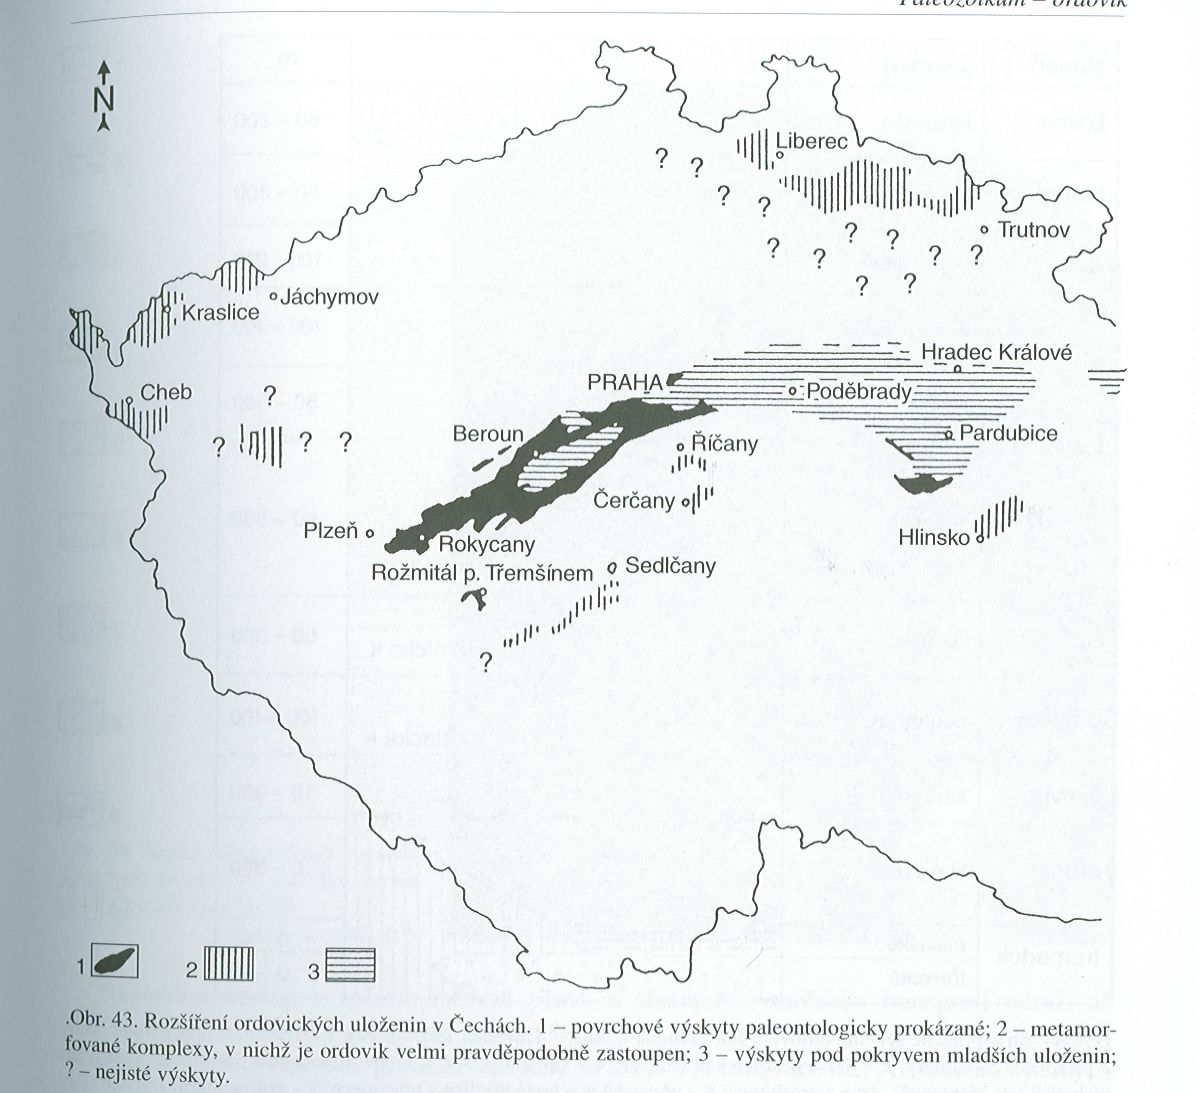 Paleozoikum – ordovik
N
Liberec
Trutnov
Jáchymov
Kraslice
Hradec Králové
PRAHA
Poděbrady
Cheb
Beroun
Říčany
Pardubice
Čerčany
Plzeň
Rokycany
Hlinsko
Rožmitál p. Třemšínem
Sedlčany
? ? ? ? ? ? ? ? ? ? ? ?
? ? ? ?
?
1
2
3
.Obr. 43. Rozšíření ordovických uloženin v Čechách. 1 – povrchové výskyty paleontologicky prokázané; 2 – metamor-
fované komplexy, v nichž je ordovik velmi pravděpodobně zastoupen; 3 – výskyty pod pokryvem mladších uloženin;
? – nejisté výskyty.